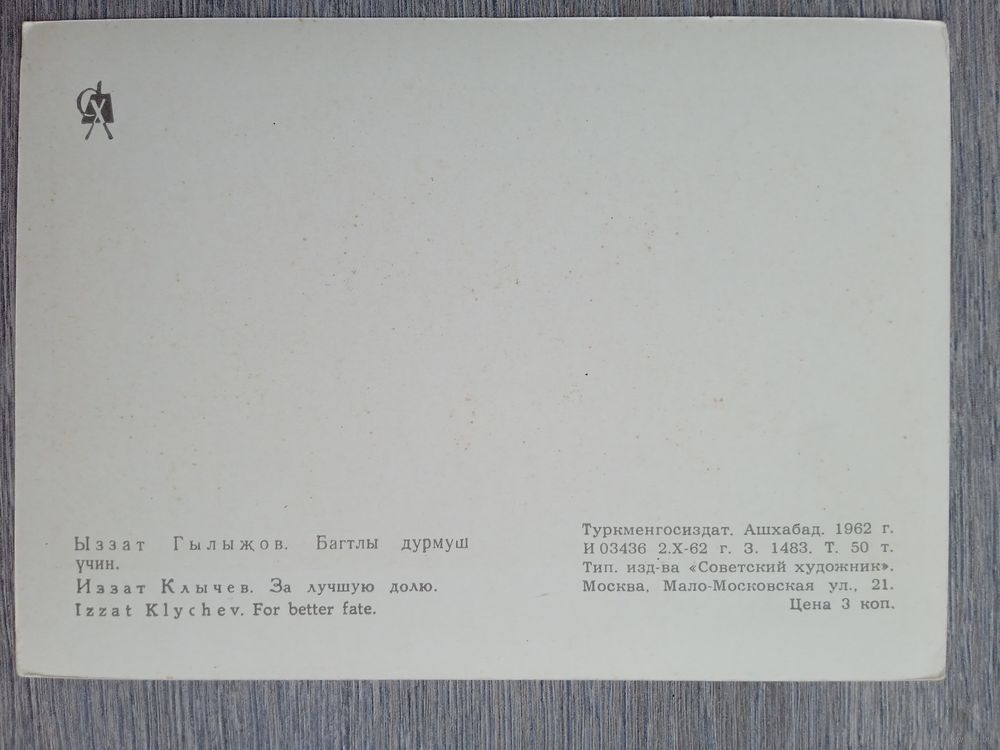 Ыззат Гылыҗов. Багтлы дурмуш
үчин.
Иззат Клычев. За лучшую долю.
Izzat Klychev. For better fate.
Туркменгосиздат. Ашхабад. 1962 г.
И 03436 2.X-62 г. З. 1483. Т. 50 т.
Тип. изд-ва «Советский художник».
Москва, Мало-Московская ул., 21.
Цена 3 коп.